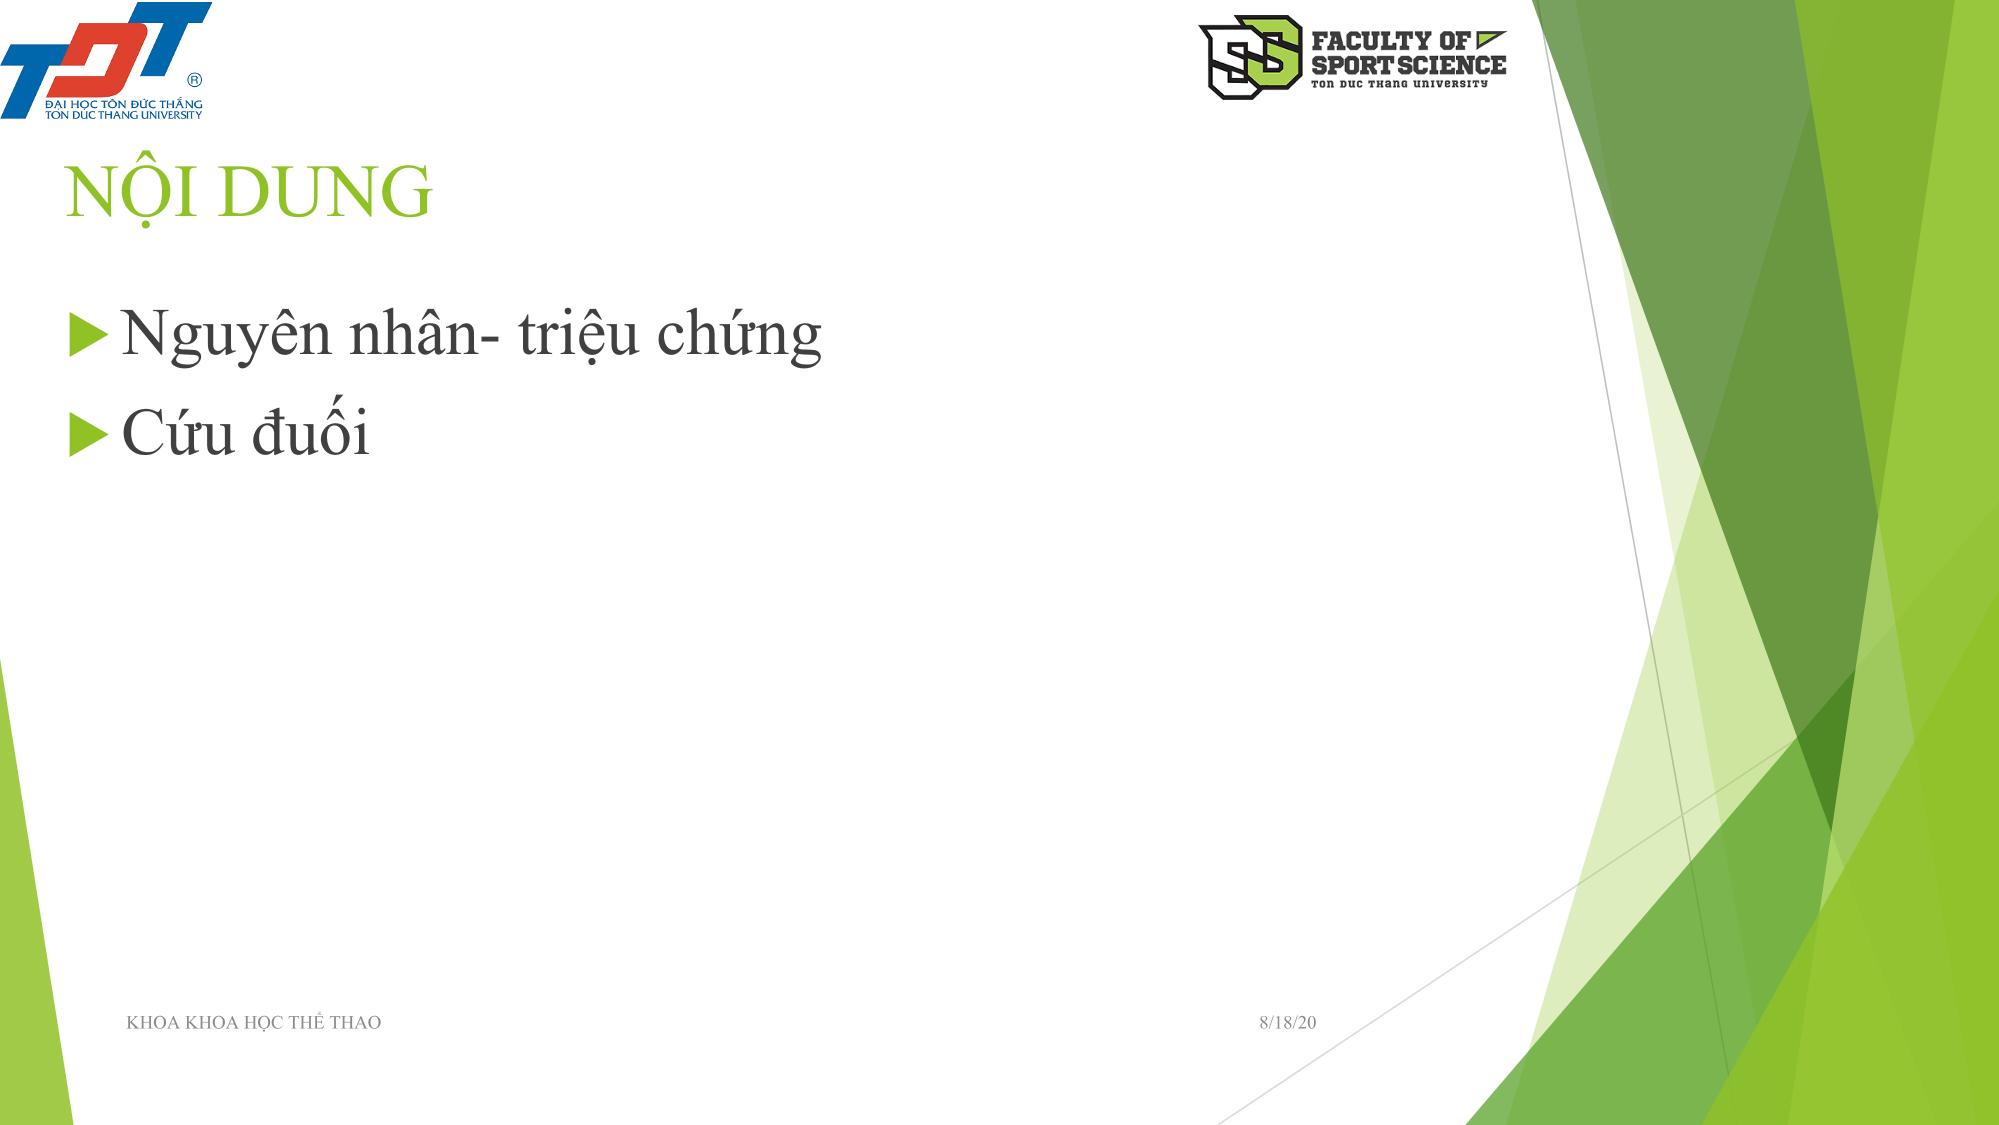 TDT
®
ĐẠI HỌC TÔN ĐỨC THẮNG
TON DUC THANG UNIVERSITY
SS
FACULTY OF
SPORT SCIENCE
TON DUC THANG UNIVERSITY
NỘI DUNG
Nguyên nhân- triệu chứng
Cứu đuối
KHOA KHOA HỌC THỂ THAO
8/18/20